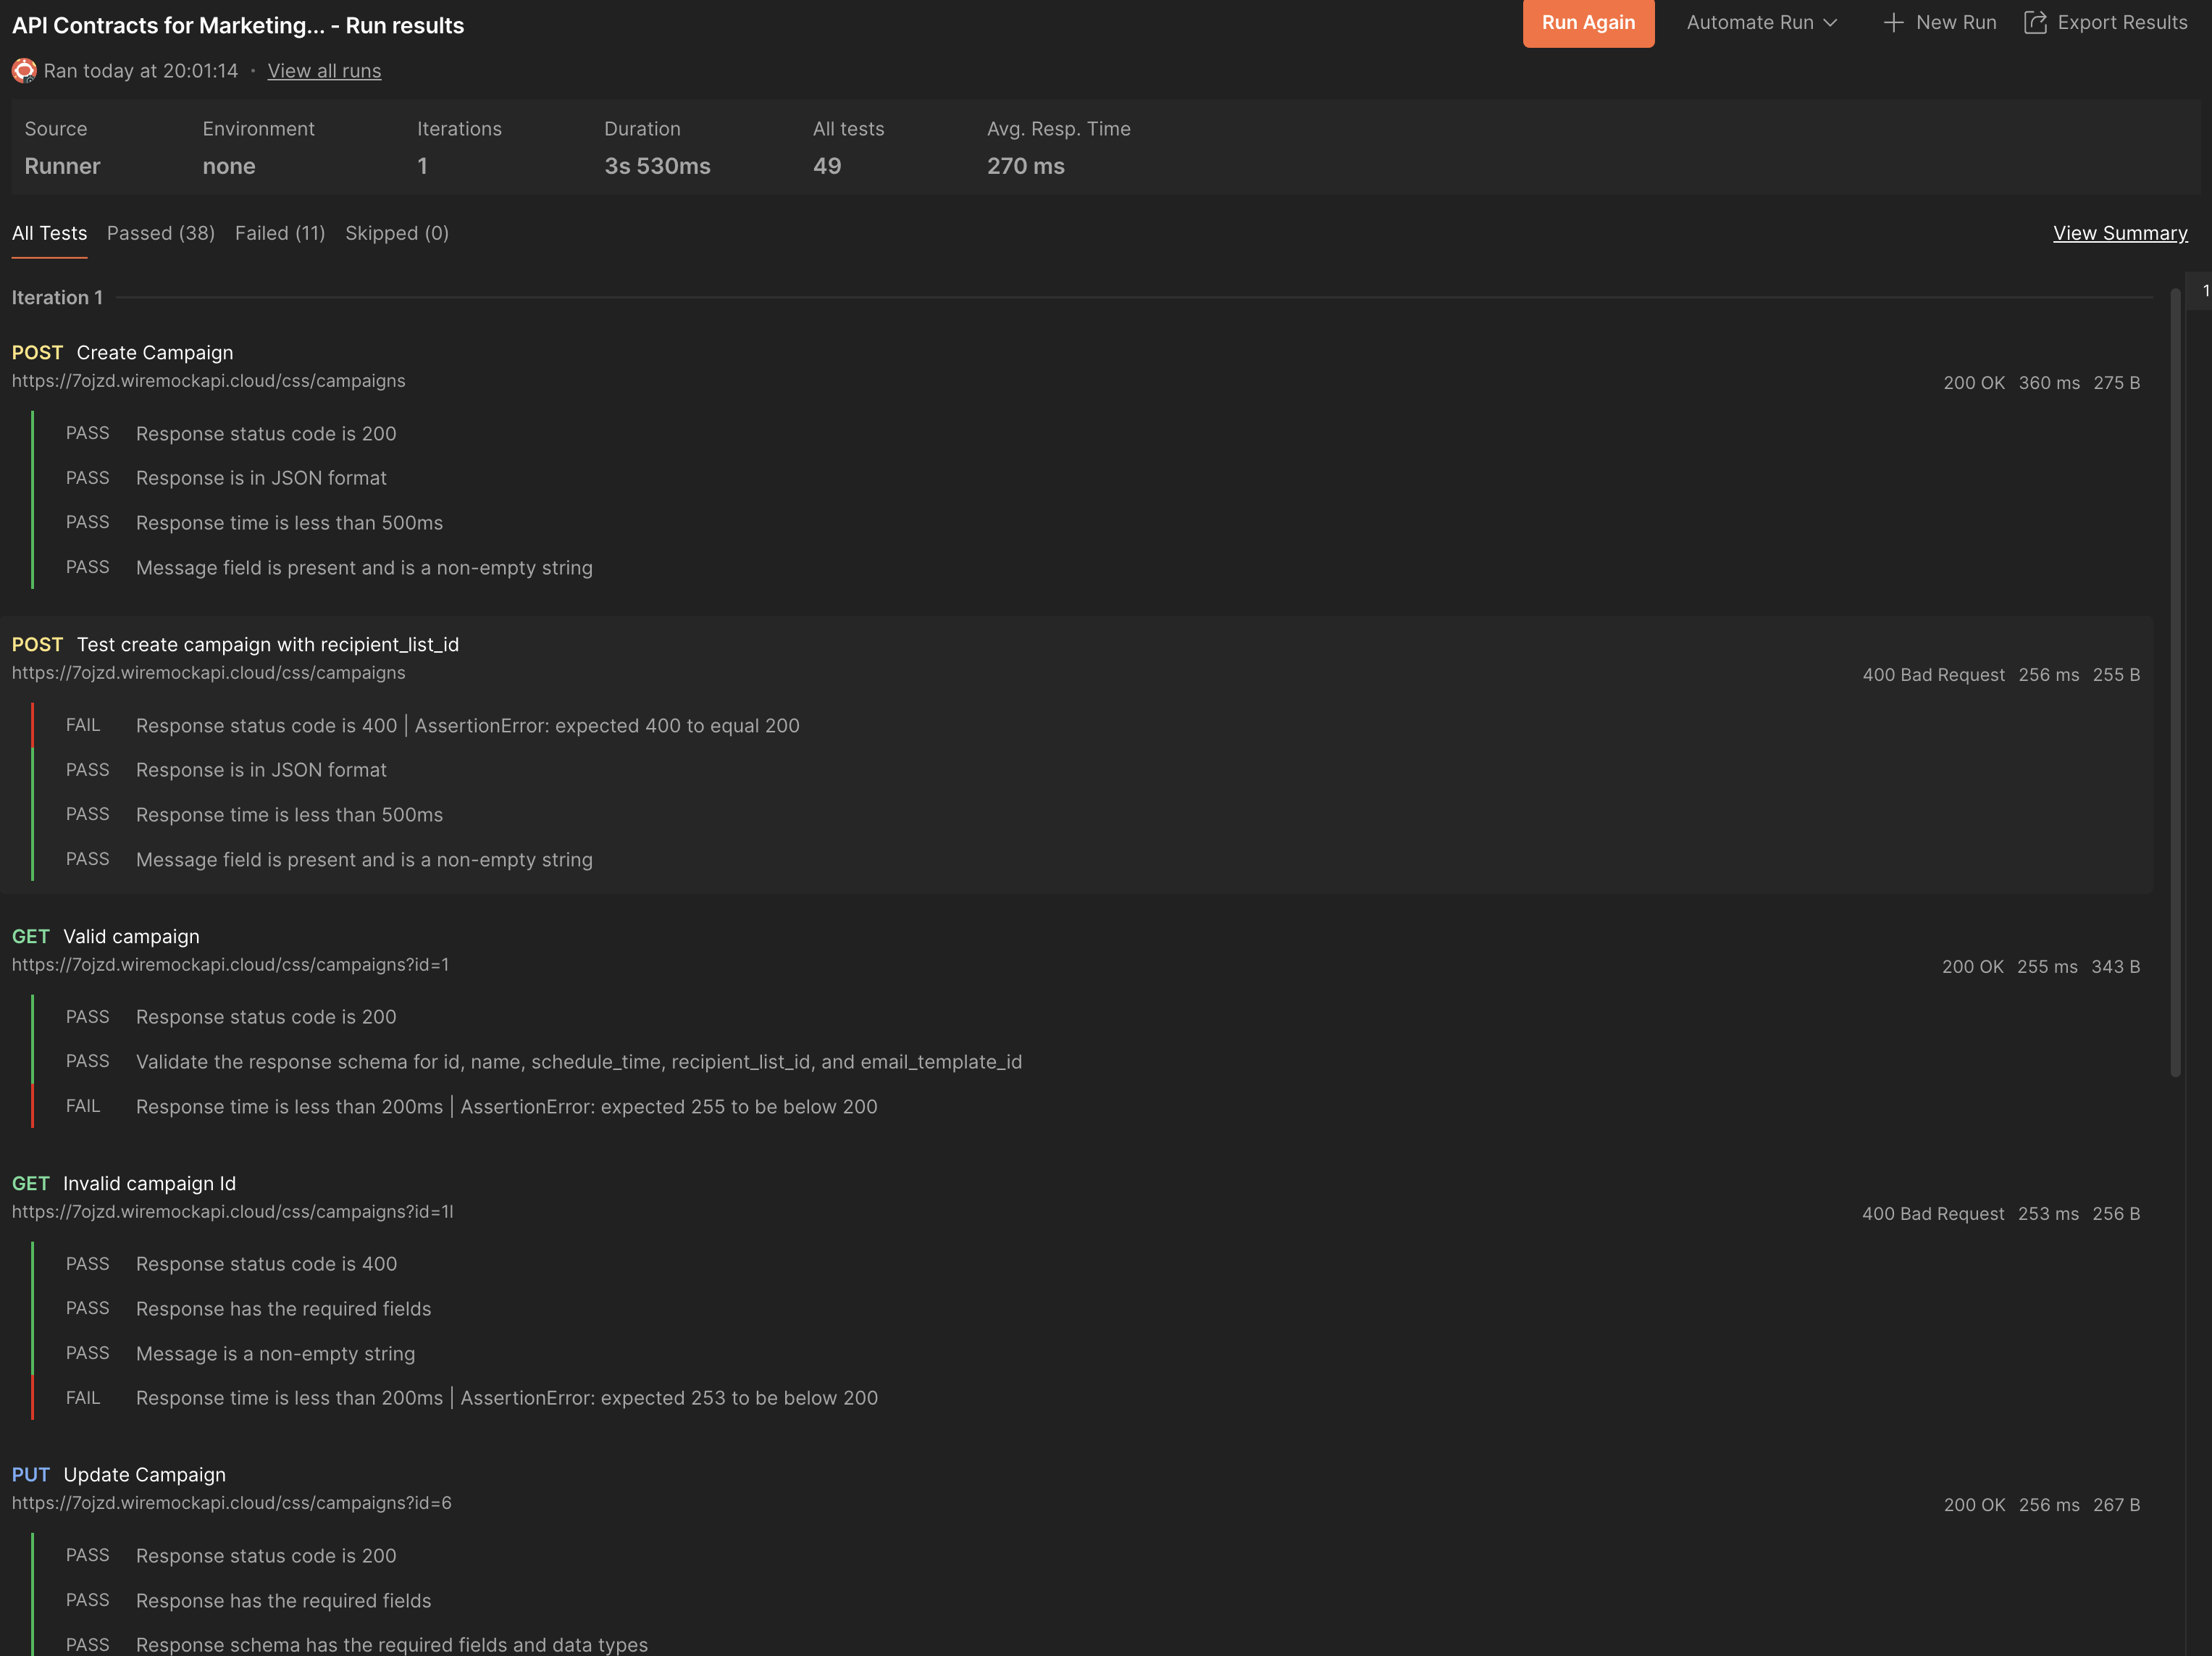 API Contracts for Marketing... - Run results
Run Again
Automate Run
New Run
Export Results
Ran today at 20:01:14 · View all runs
Source Environment Iterations Duration All tests Avg. Resp. Time
Runner none 1 3s 530ms 49 270 ms
All Tests Passed (38) Failed (11) Skipped (0)
View Summary
Iteration 1
1
POST Create Campaign
https://7ojzd.wiremockapi.cloud/css/campaigns
200 OK 360 ms 275 B
PASS Response status code is 200
PASS Response is in JSON format
PASS Response time is less than 500ms
PASS Message field is present and is a non-empty string
POST Test create campaign with recipient_list_id
https://7ojzd.wiremockapi.cloud/css/campaigns
400 Bad Request 256 ms 255 B
FAIL Response status code is 400 | AssertionError: expected 400 to equal 200
PASS Response is in JSON format
PASS Response time is less than 500ms
PASS Message field is present and is a non-empty string
GET Valid campaign
https://7ojzd.wiremockapi.cloud/css/campaigns?id=1
200 OK 255 ms 343 B
PASS Response status code is 200
PASS Validate the response schema for id, name, schedule_time, recipient_list_id, and email_template_id
FAIL Response time is less than 200ms | AssertionError: expected 255 to be below 200
GET Invalid campaign Id
https://7ojzd.wiremockapi.cloud/css/campaigns?id=1l
400 Bad Request 253 ms 256 B
PASS Response status code is 400
PASS Response has the required fields
PASS Message is a non-empty string
FAIL Response time is less than 200ms | AssertionError: expected 253 to be below 200
PUT Update Campaign
https://7ojzd.wiremockapi.cloud/css/campaigns?id=6
200 OK 256 ms 267 B
PASS Response status code is 200
PASS Response has the required fields
PASS Response schema has the required fields and data types